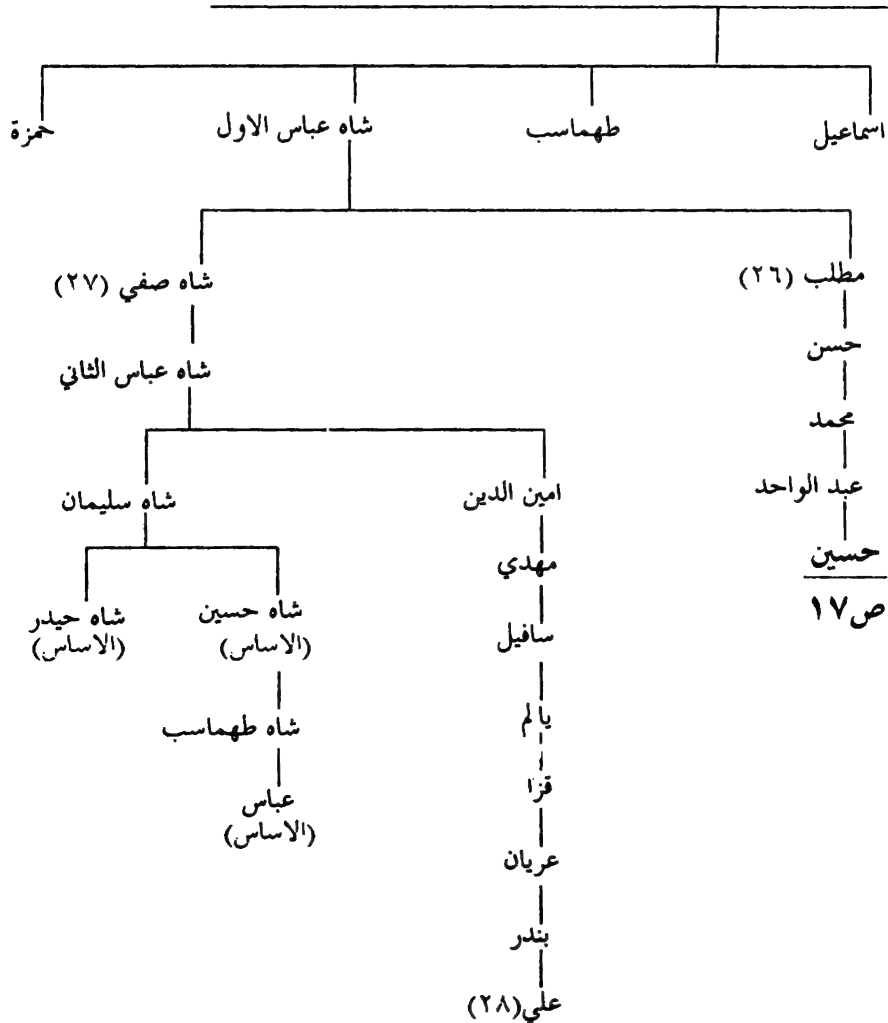 اسماعيل
طهماسب
شاه عباس الاول
حمزة
مطلب (٢٦)
شاه صفي (٢٧)
حسن
شاه عباس الثاني
محمد
عبد الواحد
امين الدين
شاه سليمان
حسين
ص١٧
مهدي
شاه حسين
(الاساس)
شاه حيدر
(الاساس)
سافيل
يالم
شاه طهماسب
قزا
عباس
(الاساس)
عريان
بندر
علي(٢٨)